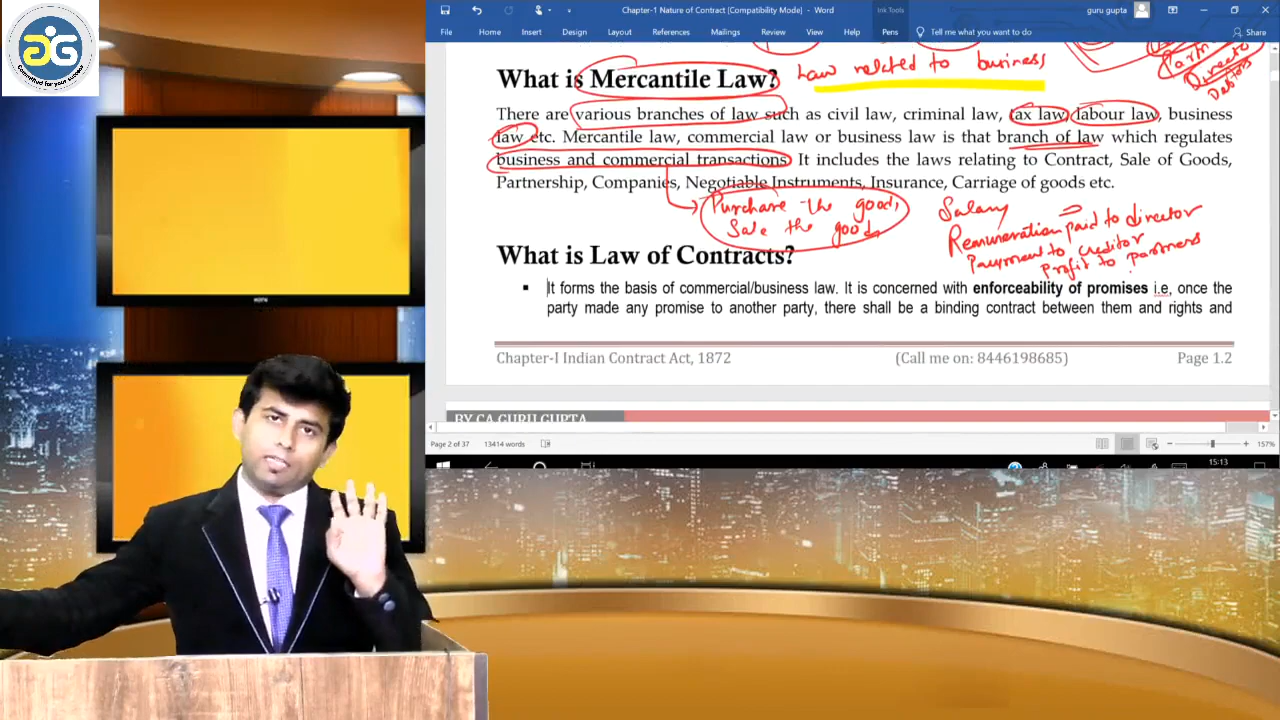 Committed for your success
Chapter-1 Nature of Contract [Compatibility Mode] - Word
Ink Tools
guru gupta
File Home Insert Design Layout References Mailings Review View Help Pens Tell me what you want to do Share
What is Mercantile Law?
Law related to business
Director
Debtors
There are various branches of law such as civil law, criminal law, tax law, labour law, business
law etc. Mercantile law, commercial law or business law is that branch of law which regulates
business and commercial transactions. It includes the laws relating to Contract, Sale of Goods,
Partnership, Companies, Negotiable Instruments, Insurance, Carriage of goods etc.
Purchase the goods,
Sale the goods,
Salary
Remuneration paid to director
Payment to creditor
Profit to partners
What is Law of Contracts?
▪ It forms the basis of commercial/business law. It is concerned with enforceability of promises i.e, once the
party made any promise to another party, there shall be a binding contract between them and rights and
Chapter-I Indian Contract Act, 1872 (Call me on: 8446198685) Page 1.2
BY CA GURU GUPTA
Page 2 of 37 13414 words 157%
15:13